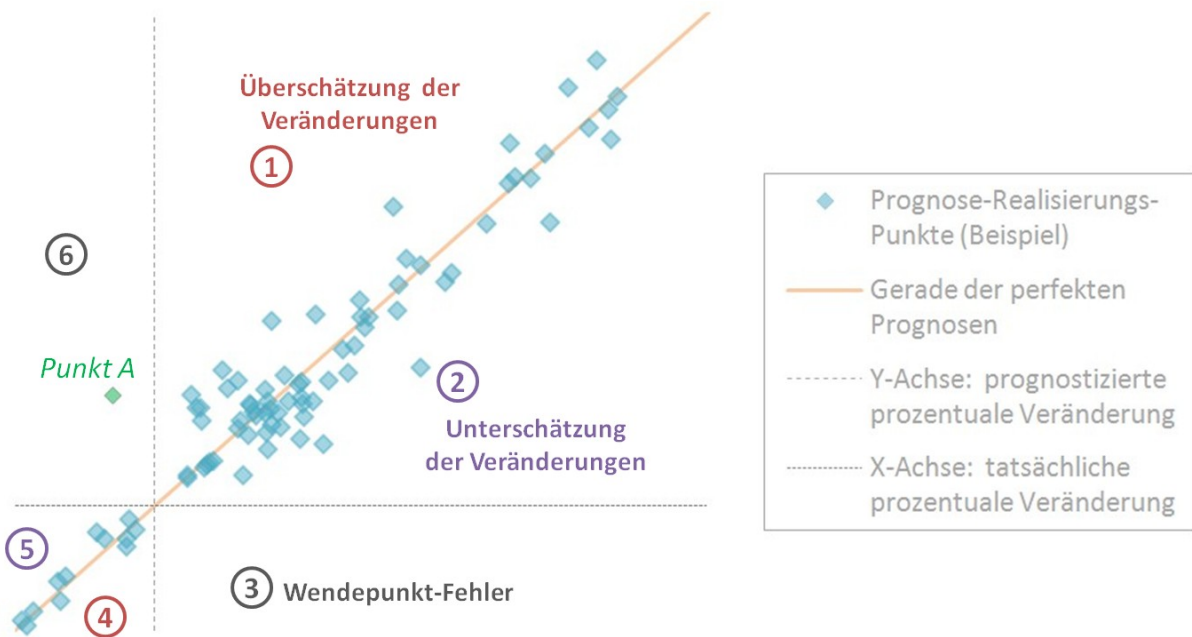 Überschätzung der
Veränderungen
1
6
Punkt A
2
Unterschätzung
der Veränderungen
5
3 Wendepunkt-Fehler
4
Prognose-Realisierungs-
Punkte (Beispiel)
Gerade der perfekten
Prognosen
Y-Achse: prognostizierte
prozentuale Veränderung
X-Achse: tatsächliche
prozentuale Veränderung